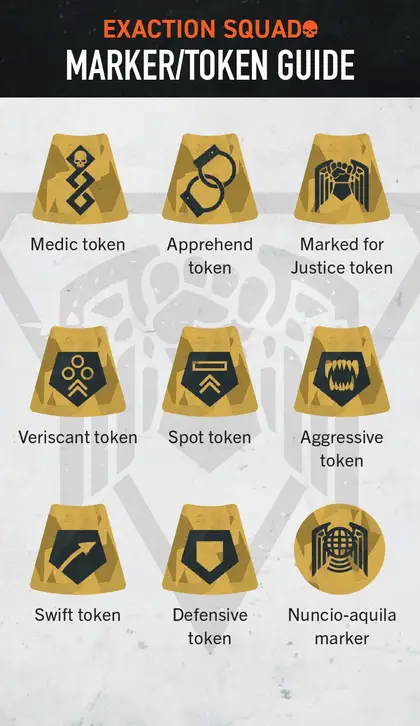 EXACTION SQUAD
MARKER/TOKEN GUIDE
Medic token
Apprehend
token
Marked for
Justice token
Veriscant token
Spot token
Aggressive
token
Swift token
Defensive
token
Nuncio-aquila
marker